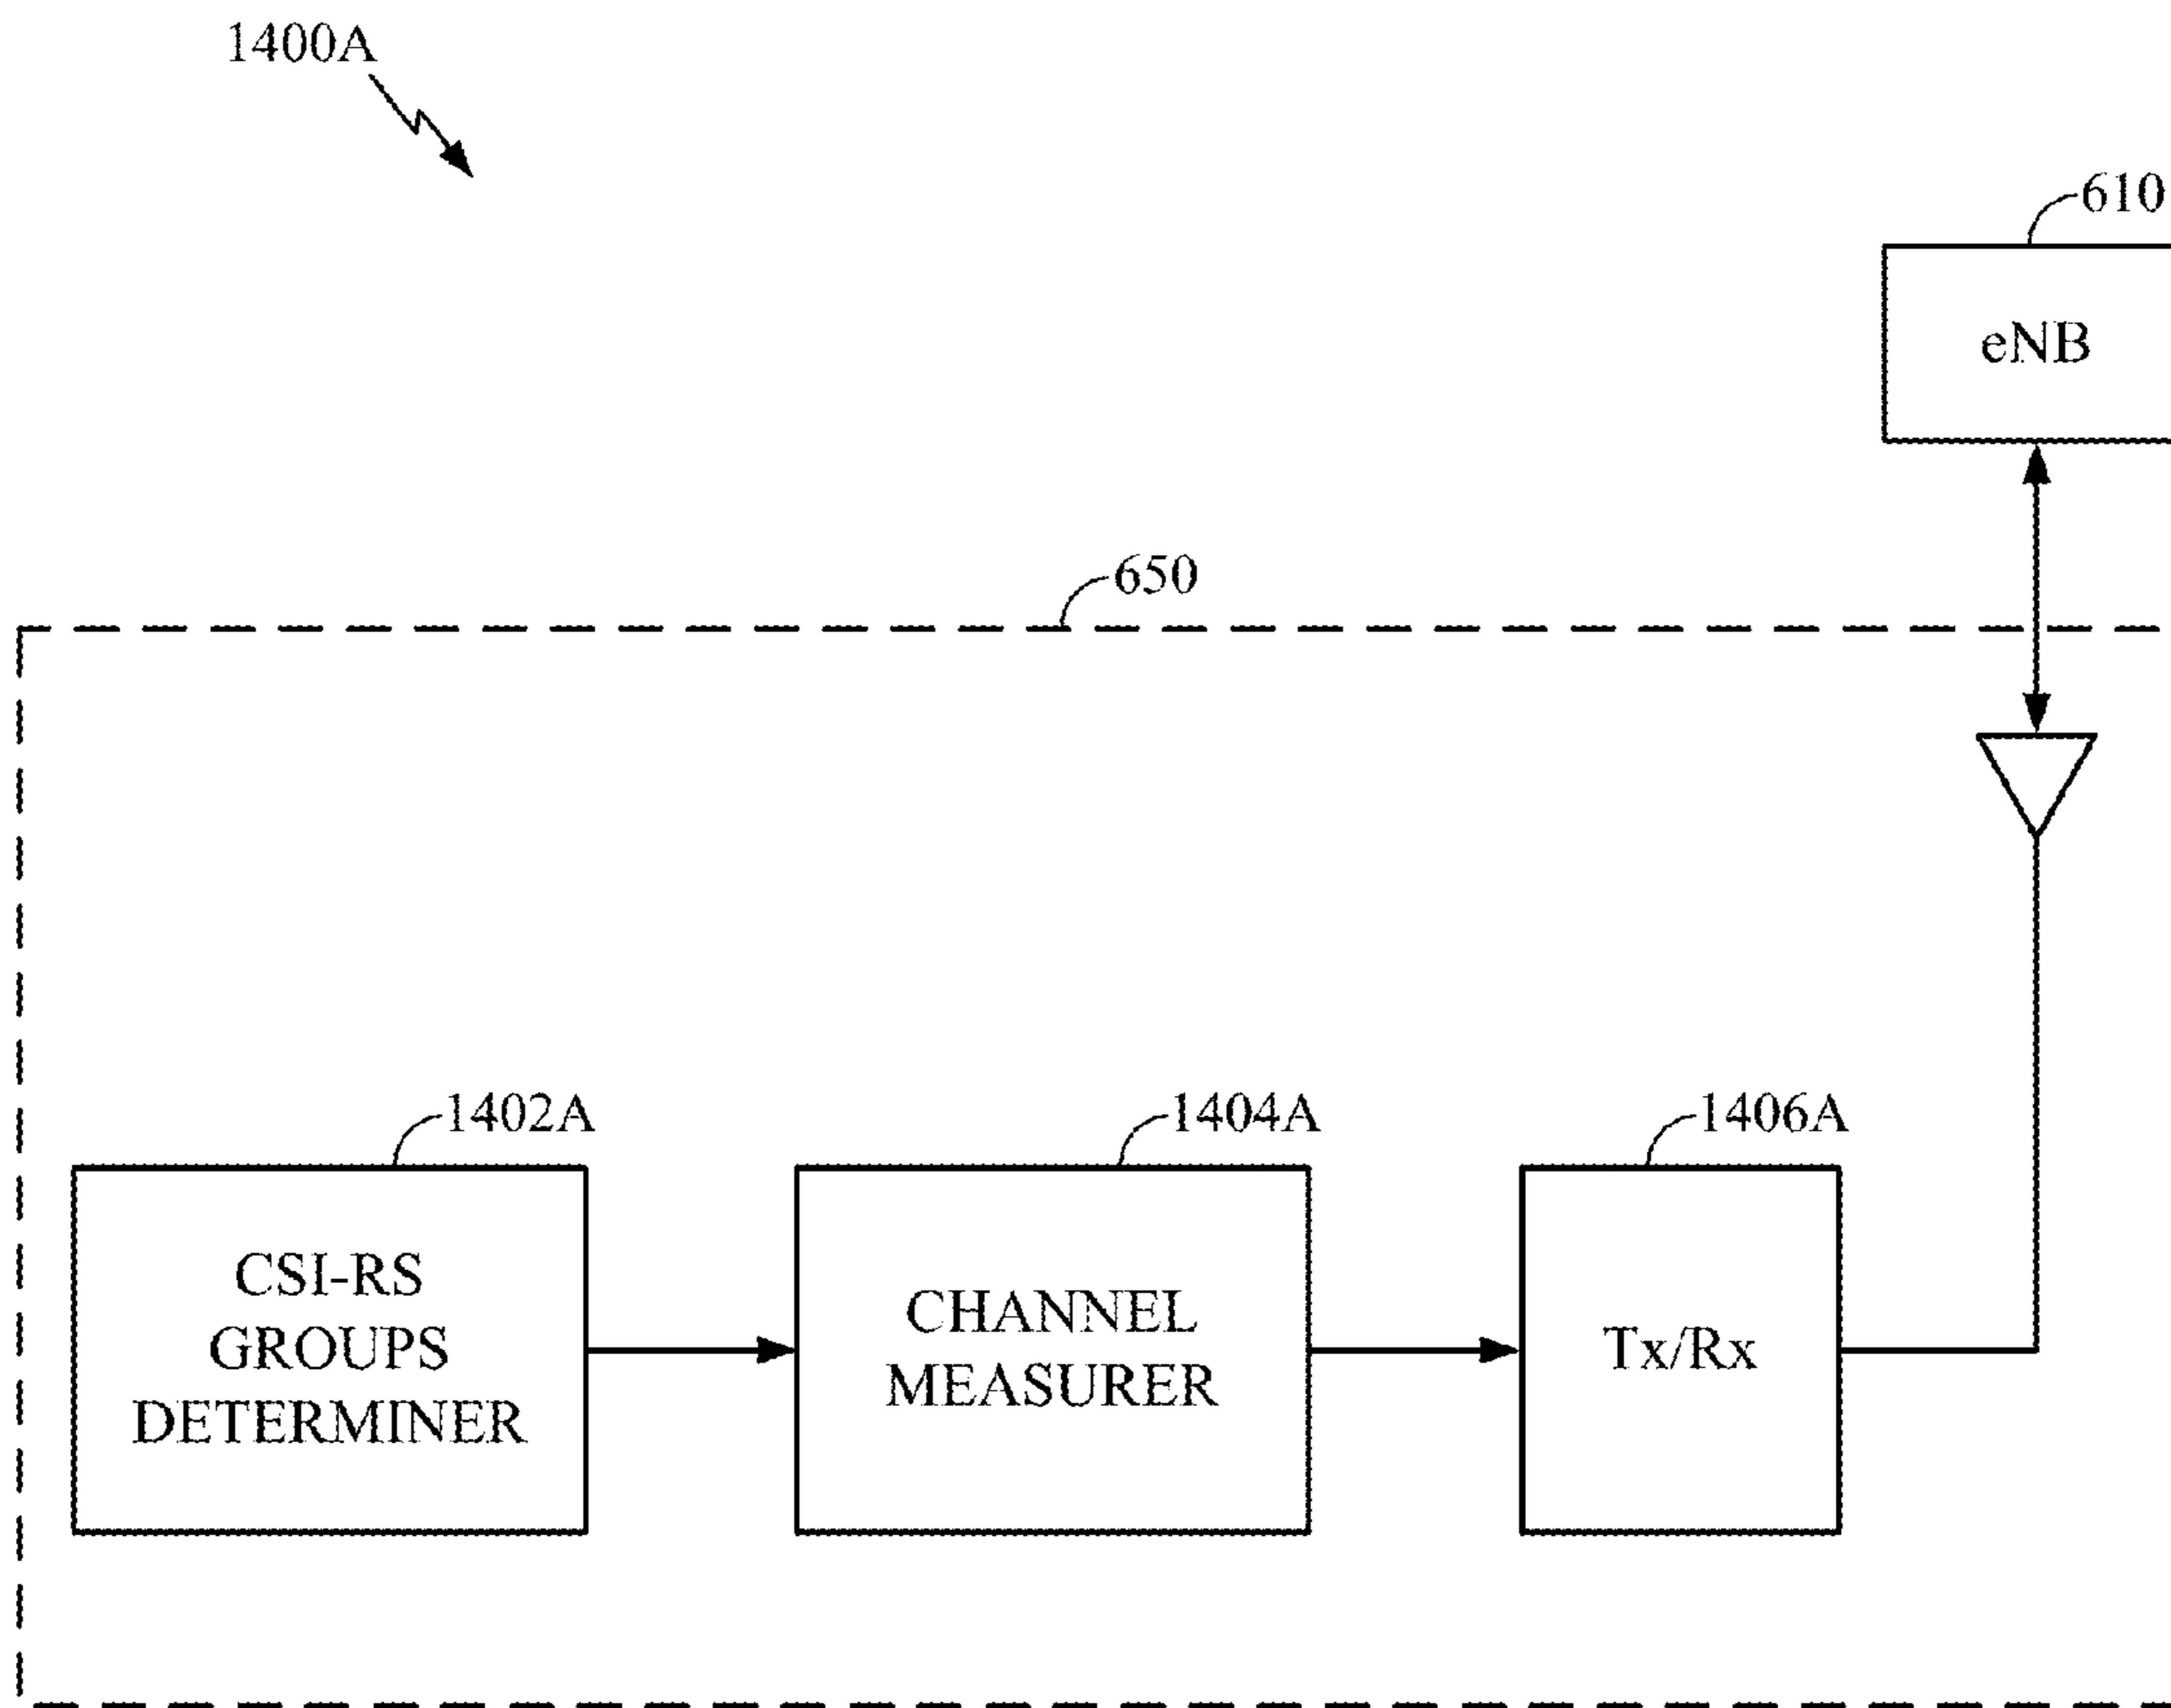 1400A
610
eNB
650
1402A
1404A
1406A
CSI-RS
GROUPS
DETERMINER
CHANNEL
MEASURER
Tx/Rx